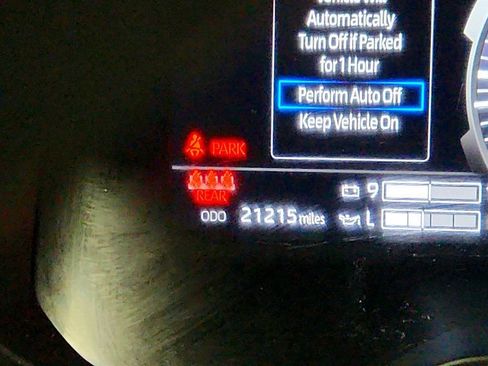 Automatically
Turn Off if Parked
for 1 Hour
Perform Auto Off
Keep Vehicle On
PARK
REAR
ODO 21215 miles
9
L